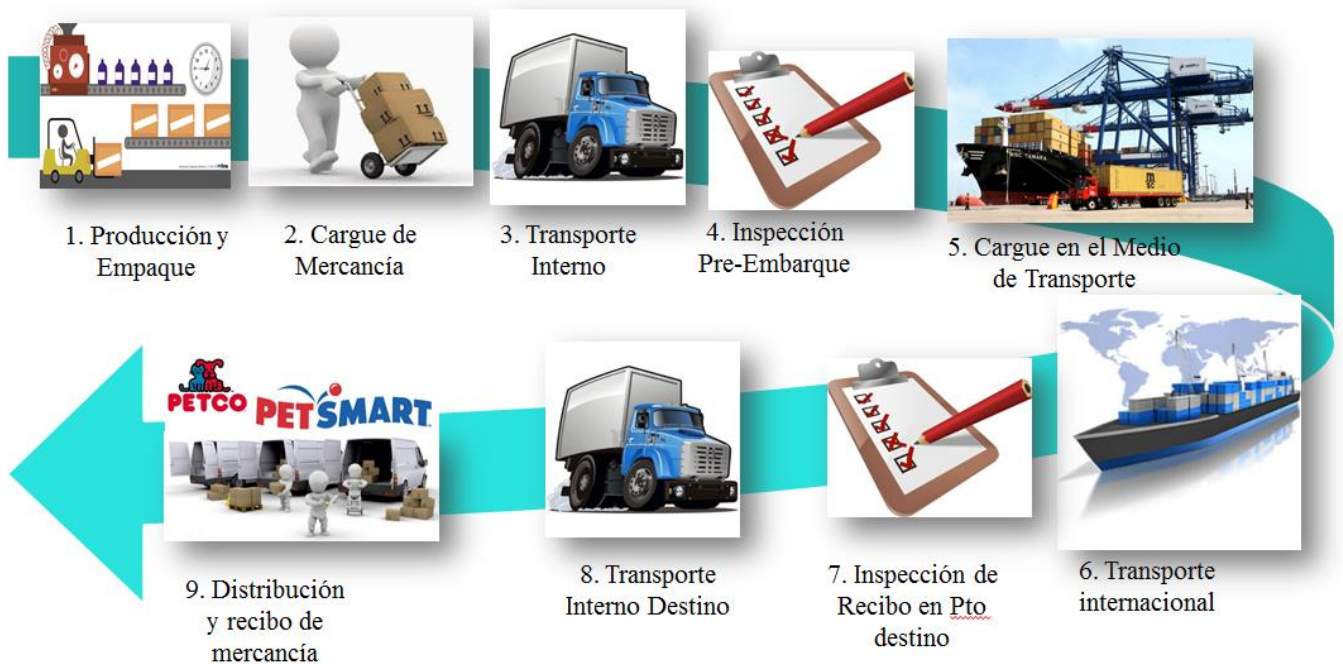 1. Producción y
Empaque
2. Cargue de
Mercancía
3. Transporte
Interno
4. Inspección
Pre-Embarque
5. Cargue en el Medio
de Transporte
PETCO
PETSMART
9. Distribución
y recibo de
mercancía
8. Transporte
Interno Destino
7. Inspección de
Recibo en Pto
destino
6. Transporte
internacional